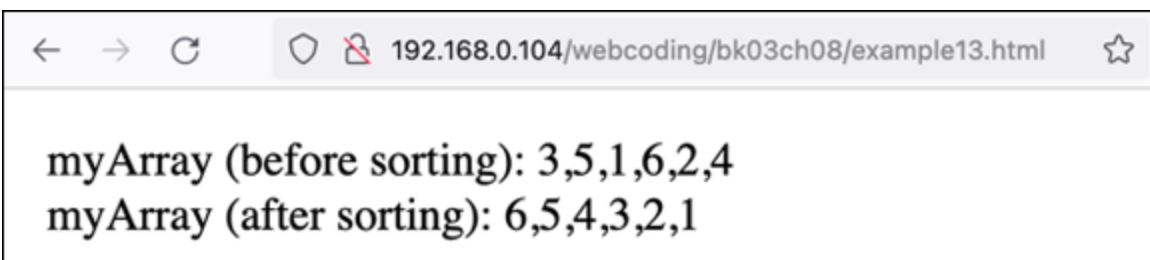 192.168.0.104/webcoding/bk03ch08/example13.html
myArray (before sorting): 3,5,1,6,2,4
myArray (after sorting): 6,5,4,3,2,1